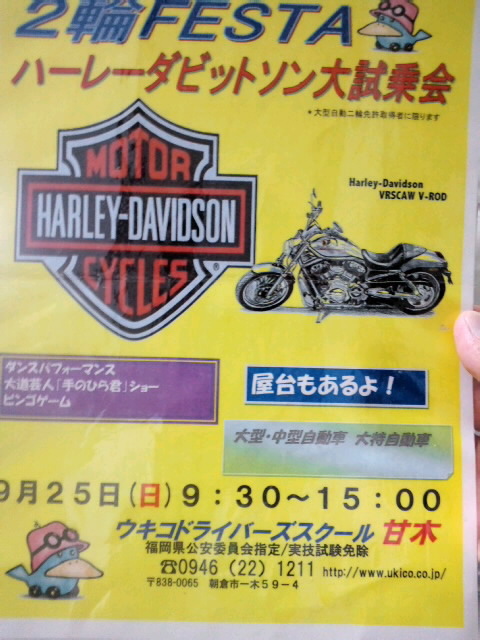 2輪FESTA
ハーレーダビットソン大試乗会
*大型自動二輪免許取得者に限ります
MOTOR
HARLEY-DAVIDSON
CYCLES
®
Harley-Davidson
VRSCAW V-ROD
ダンスパフォーマンス
大道芸人「手のひら君」ショー
ビンゴゲーム
屋台もあるよ!
大型・中型自動車 大特自動車
9月25日(日)9:30~15:00
ウキコドライバーズスクール 甘木
福岡県公安委員会指定/実技試験免除
☎0946(22)1211 http://www.ukico.co.jp/
〒838-0065 朝倉市一木59-4